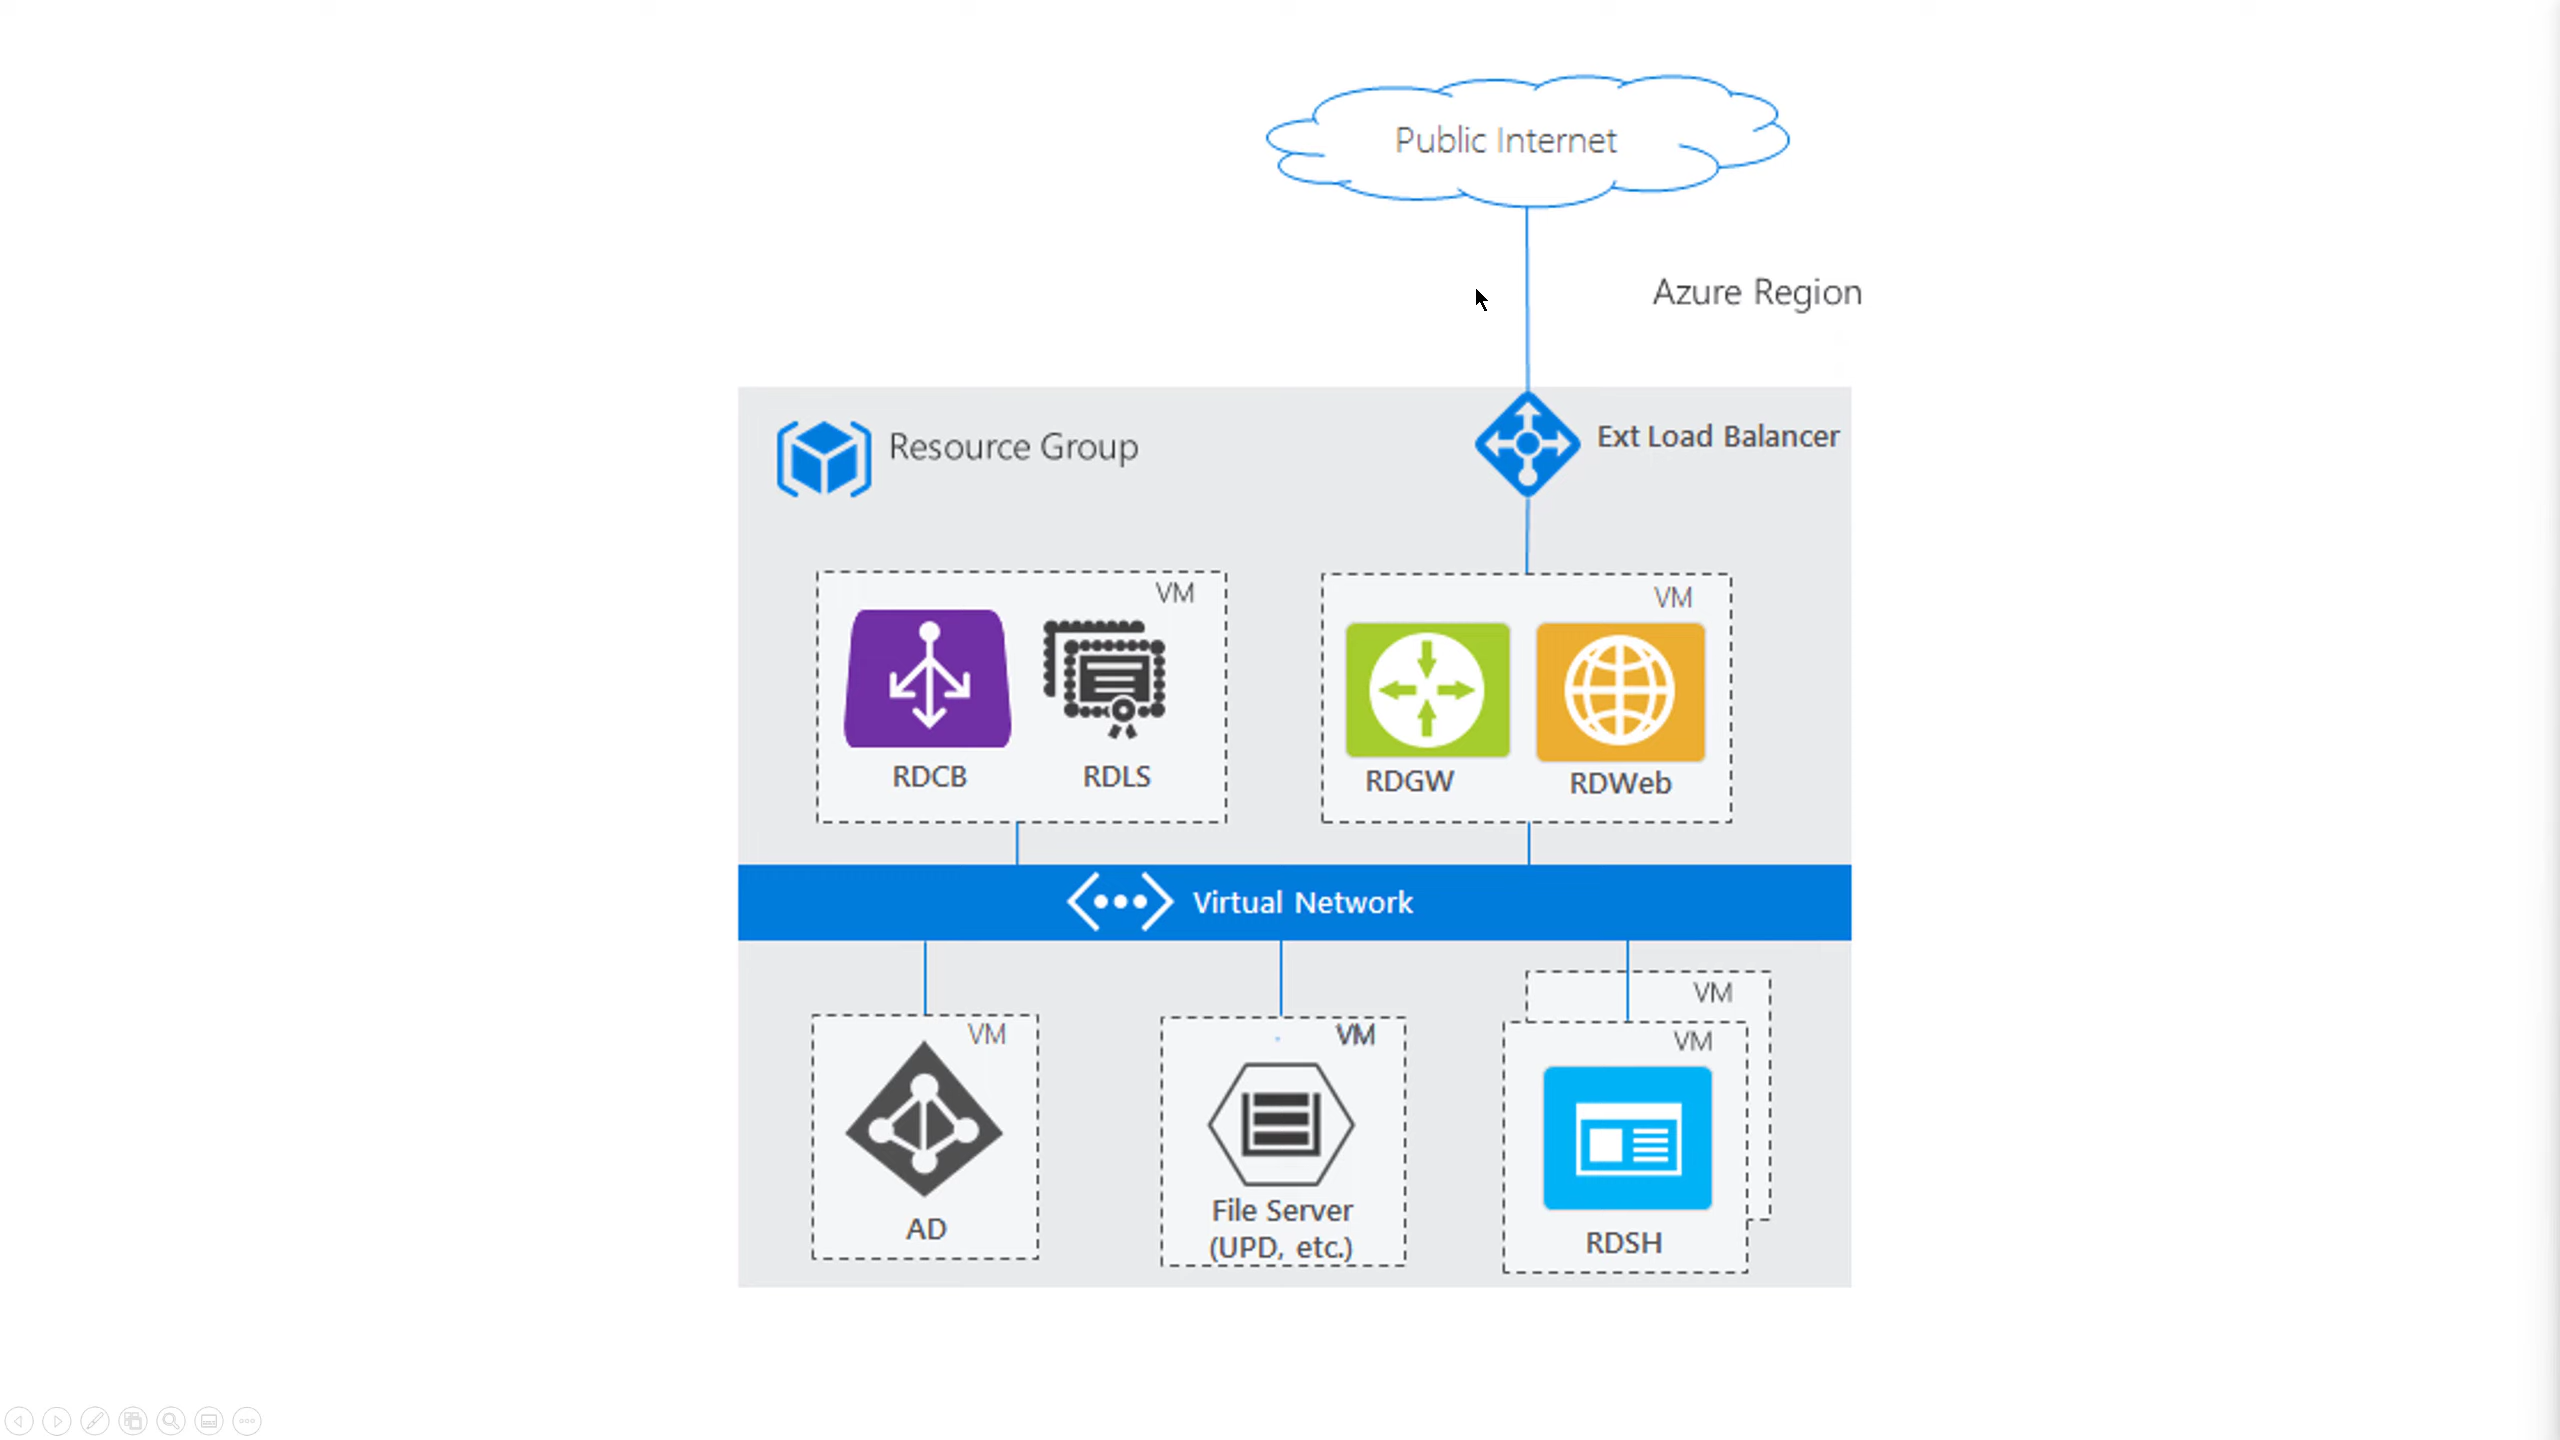 Public Internet
Azure Region
Resource Group
Ext Load Balancer
VM
VM
RDCB
RDLS
RDGW
RDWeb
Virtual Network
VM
VM
VM
VM
AD
File Server
(UPD, etc.)
RDSH